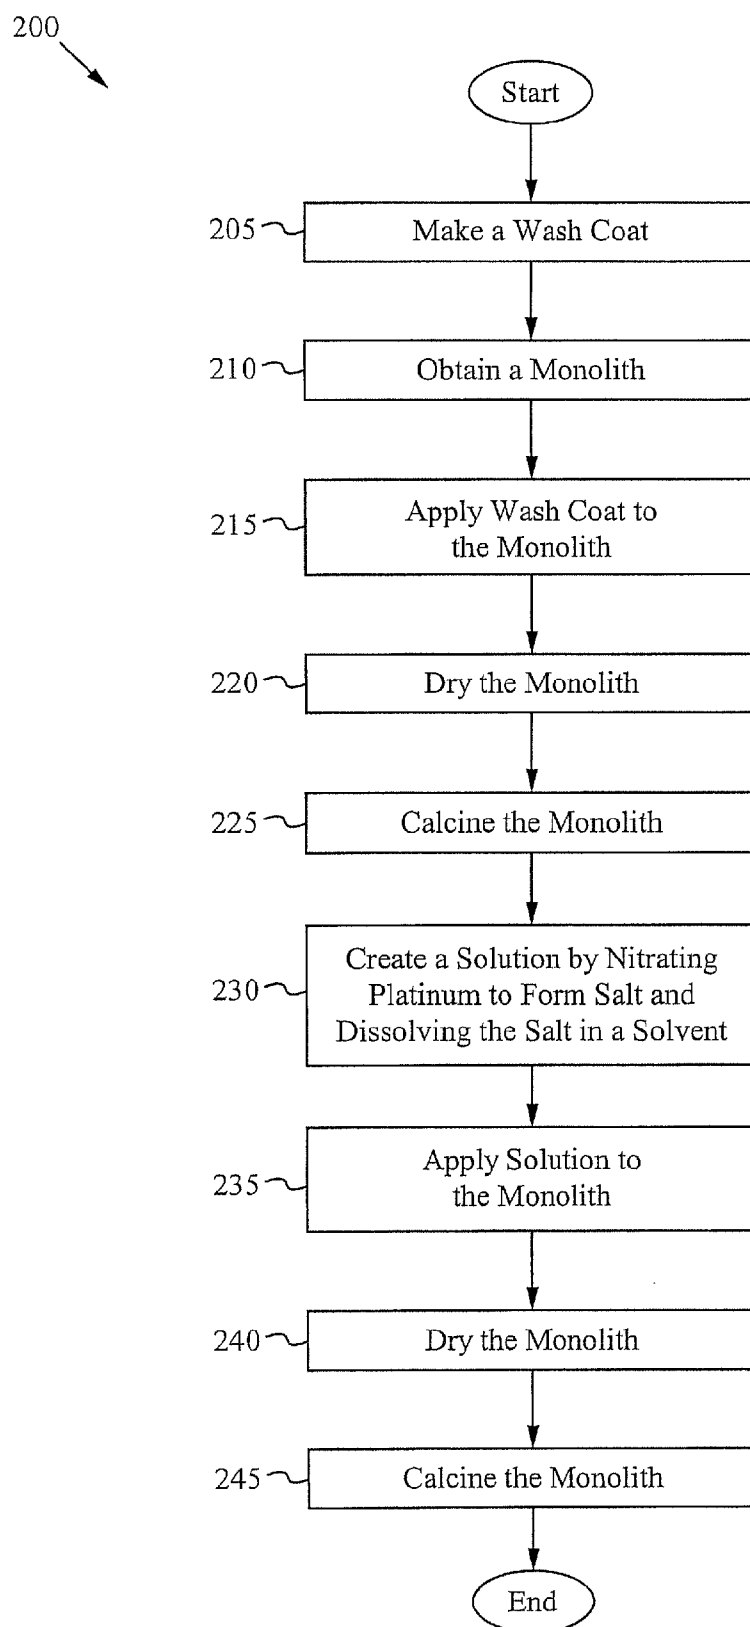 200
Start
205
Make a Wash Coat
210
Obtain a Monolith
215
Apply Wash Coat to
the Monolith
220
Dry the Monolith
225
Calcine the Monolith
230
Create a Solution by Nitrating
Platinum to Form Salt and
Dissolving the Salt in a Solvent
235
Apply Solution to
the Monolith
240
Dry the Monolith
245
Calcine the Monolith
End